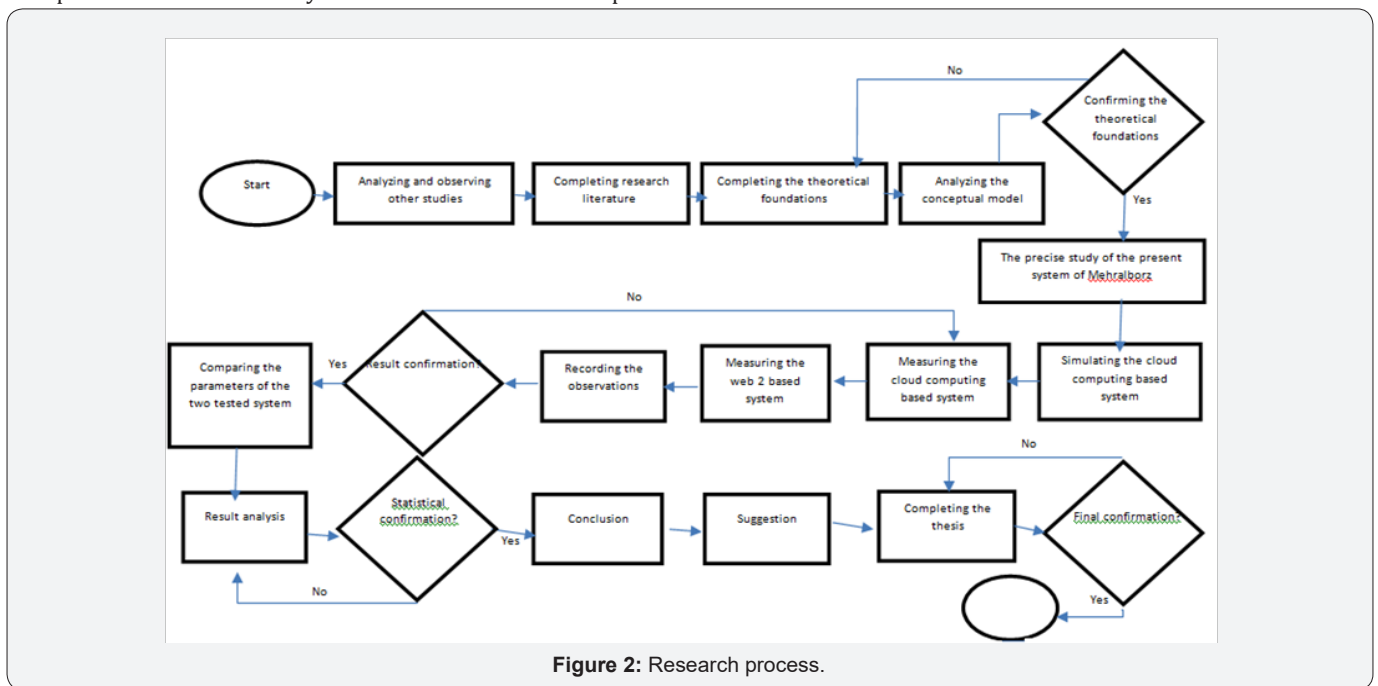 No
Confirming the
theoretical
foundations
Start
Analyzing and observing
other studies
Completing research
literature
Completing the theoretical
foundations
Analyzing the
conceptual model
Yes
The precise study of the present
system of Mehralborz
No
Comparing the
parameters of the
two tested system
Yes
Result confirmation?
Recording the
observations
Measuring the
web 2 based
system
Measuring the
cloud computing
based system
Simulating the cloud
computing based
system
No
Result analysis
Statistical
confirmation?
Yes
Conclusion
Suggestion
Completing the
thesis
Final confirmation?
No
Yes
Figure 2: Research process.